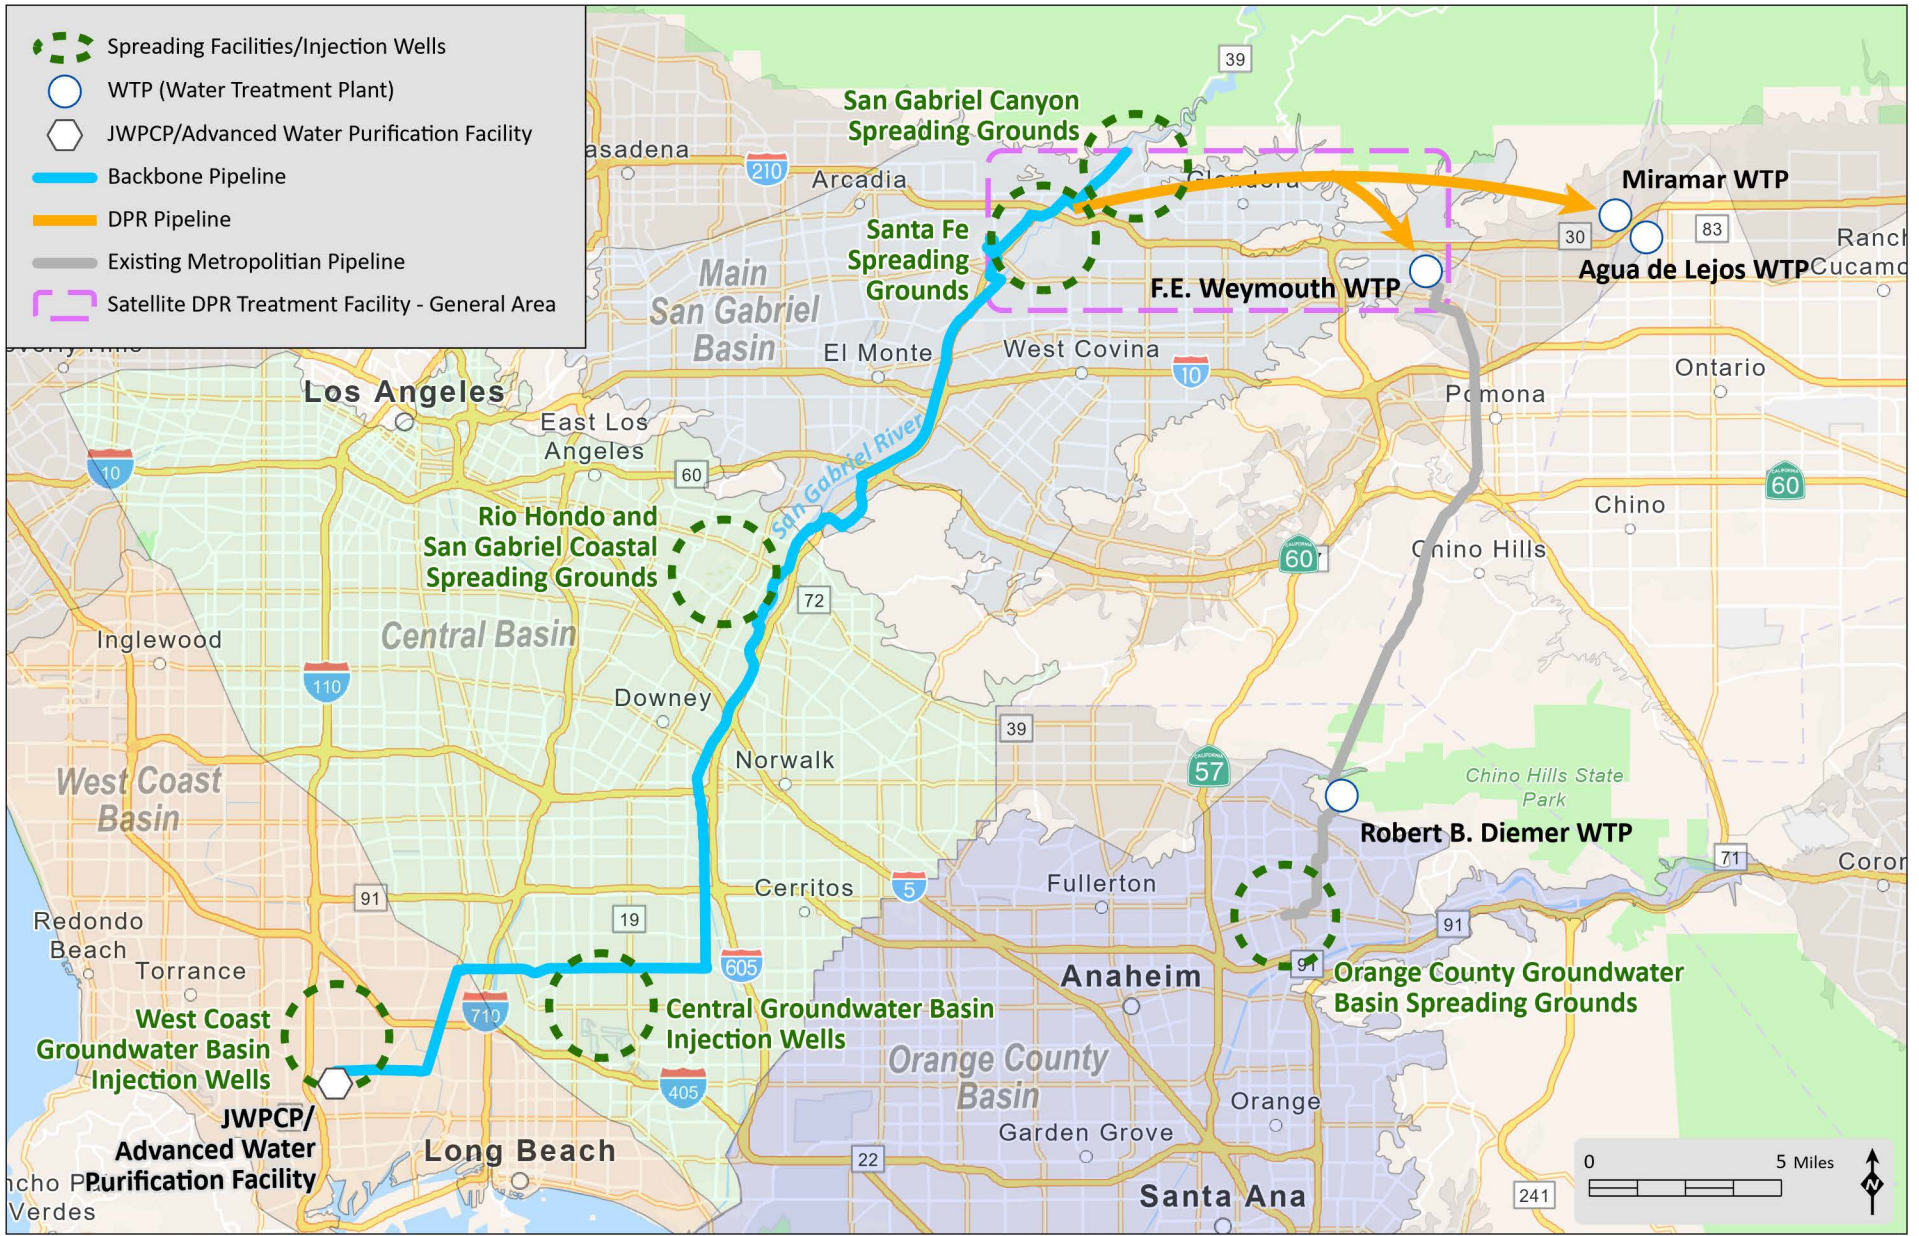 Spreading Facilities/Injection Wells
WTP (Water Treatment Plant)
JWPCP/Advanced Water Purification Facility
Backbone Pipeline
DPR Pipeline
Existing Metropolitian Pipeline
Satellite DPR Treatment Facility - General Area
39
San Gabriel Canyon
Spreading Grounds
asadena
210
Arcadia
Glendora
Miramar WTP
Santa Fe
Spreading
Grounds
30
83
Ranch
Cucamo
Agua de Lejos WTP
F.E. Weymouth WTP
Main
San Gabriel
Basin
El Monte
West Covina
10
Ontario
Pomona
Los Angeles
East Los
Angeles
San Gabriel River
10
60
60
Chino
Rio Hondo and
San Gabriel Coastal
Spreading Grounds
60
Chino Hills
72
Central Basin
Inglewood
110
Downey
39
Norwalk
57
West Coast
Basin
Chino Hills State
Park
Robert B. Diemer WTP
71
Coron
Cerritos
5
Fullerton
91
19
91
Redondo
Beach
Torrance
605
91
Anaheim
Orange County Groundwater
Basin Spreading Grounds
710
Central Groundwater Basin
Injection Wells
West Coast
Groundwater Basin
Injection Wells
Orange County
Basin
405
JWPCP/
Advanced Water
Purification Facility
Orange
Long Beach
Garden Grove
22
0
5 Miles
N
ncho P
Verdes
Santa Ana
241